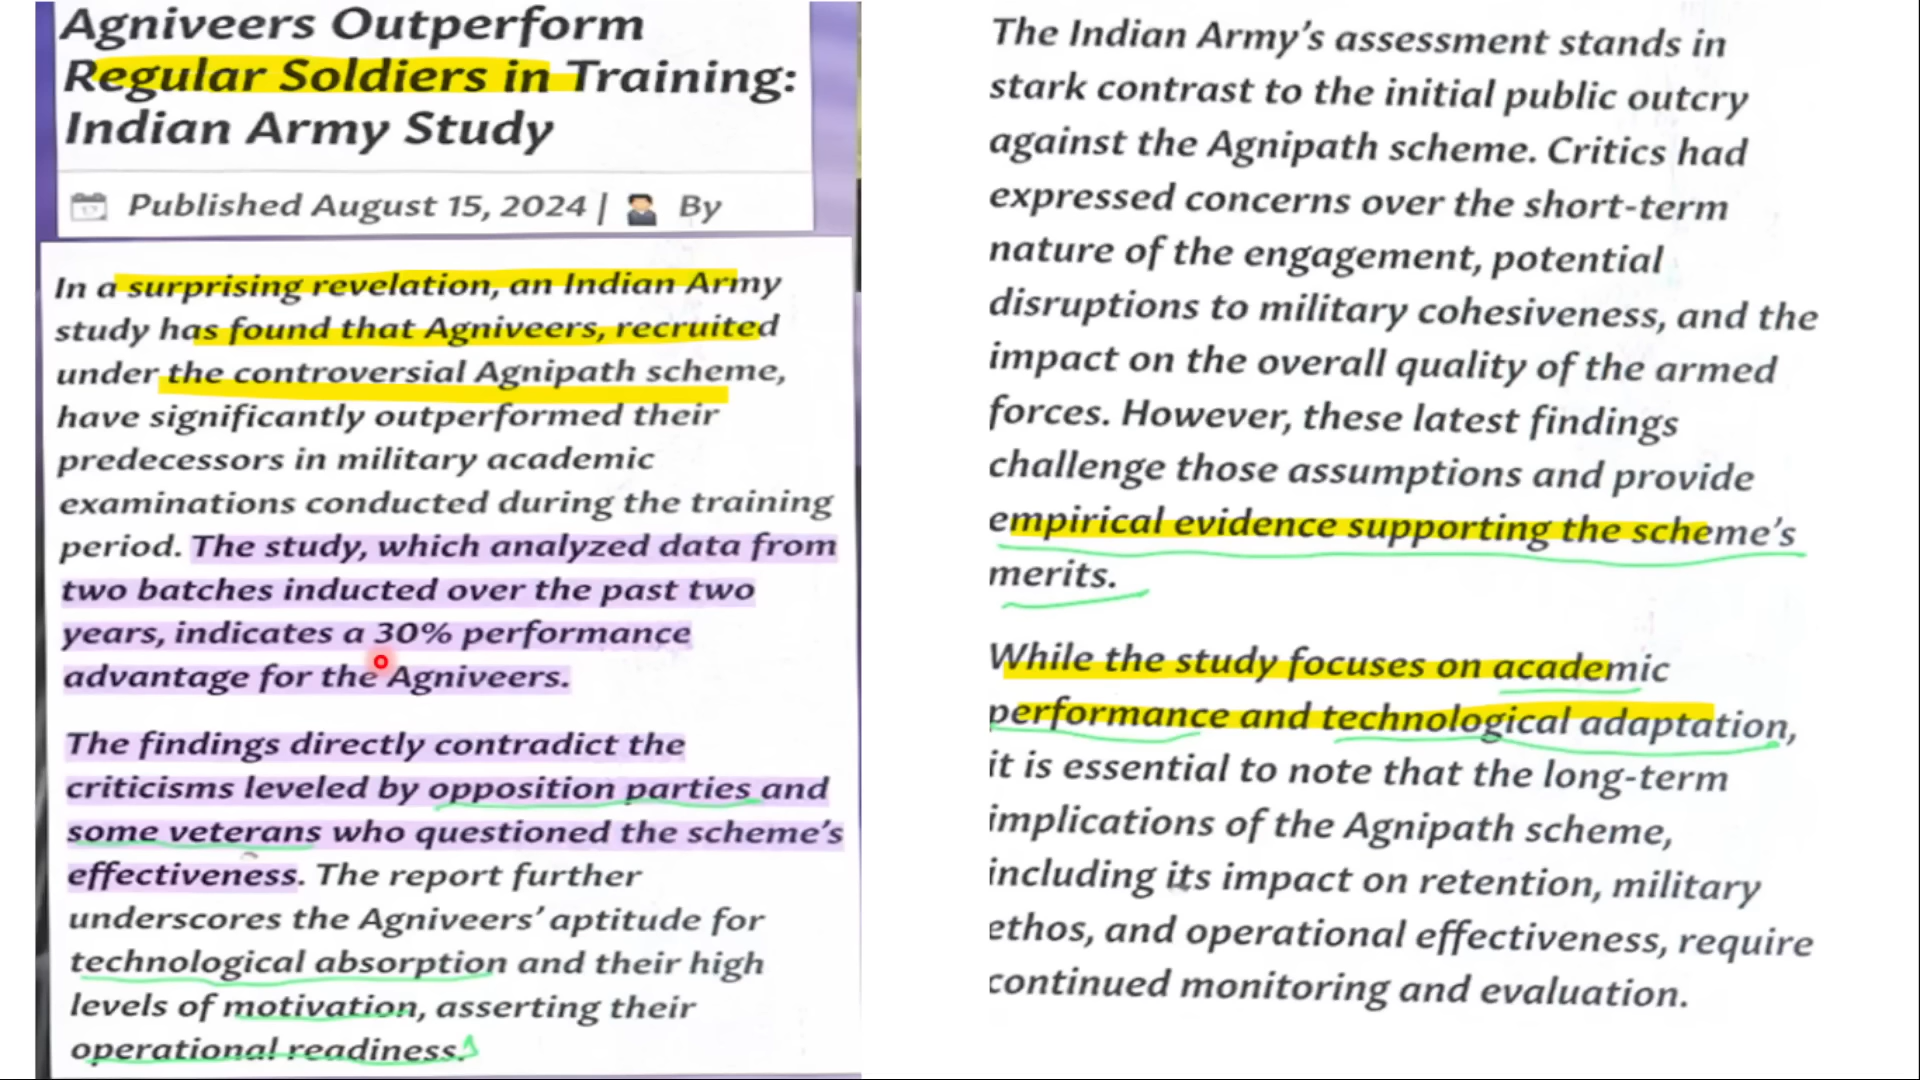 Agniveers Outperform
Regular Soldiers in Training:
Indian Army Study
Published August 15, 2024 | By
In a surprising revelation, an Indian Army
study has found that Agniveers, recruited
under the controversial Agnipath scheme,
have significantly outperformed their
predecessors in military academic
examinations conducted during the training
period. The study, which analyzed data from
two batches inducted over the past two
years, indicates a 30% performance
advantage for the Agniveers.
The findings directly contradict the
criticisms leveled by opposition parties and
some veterans who questioned the scheme's
effectiveness. The report further
underscores the Agniveers' aptitude for
technological absorption and their high
levels of motivation, asserting their
operational readiness.
The Indian Army's assessment stands in
stark contrast to the initial public outcry
against the Agnipath scheme. Critics had
expressed concerns over the short-term
nature of the engagement, potential
disruptions to military cohesiveness, and the
impact on the overall quality of the armed
forces. However, these latest findings
challenge those assumptions and provide
empirical evidence supporting the scheme's
merits.
While the study focuses on academic
performance and technological adaptation,
it is essential to note that the long-term
implications of the Agnipath scheme,
including its impact on retention, military
ethos, and operational effectiveness, require
continued monitoring and evaluation.